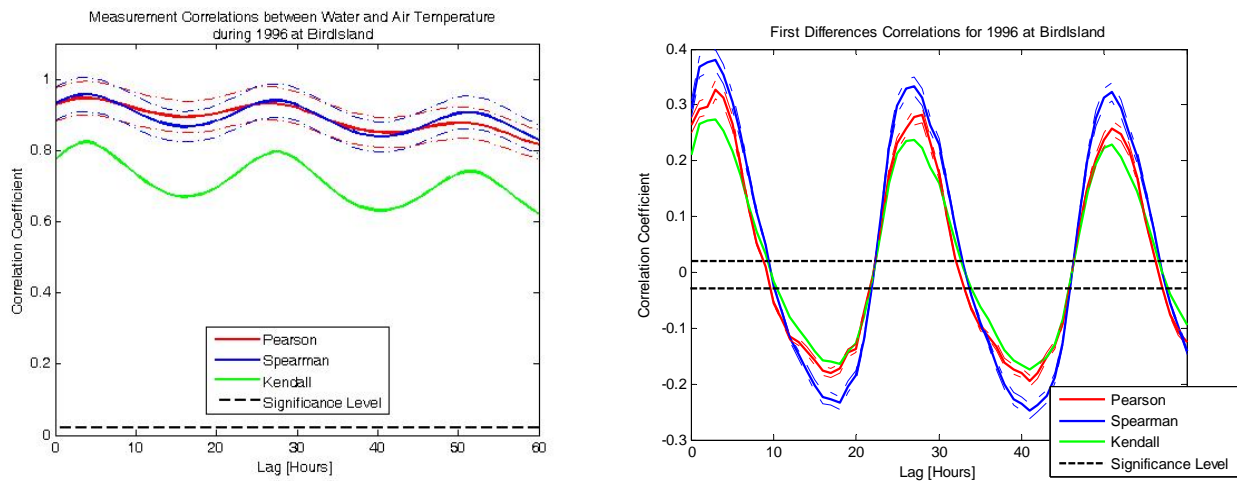 Measurement Correlations between Water and Air Temperature
during 1996 at BirdIsland
1
0.8
0.6
0.4
0.2
0
Correlation Coefficient
Pearson
Spearman
Kendall
Significance Level
0 10 20 30 40 50 60
Lag [Hours]
First Differences Correlations for 1996 at BirdIsland
0.4
0.3
0.2
0.1
0
-0.1
-0.2
-0.3
Correlation Coefficient
0 10 20 30 40
Lag [Hours]
Pearson
Spearman
Kendall
Significance Level